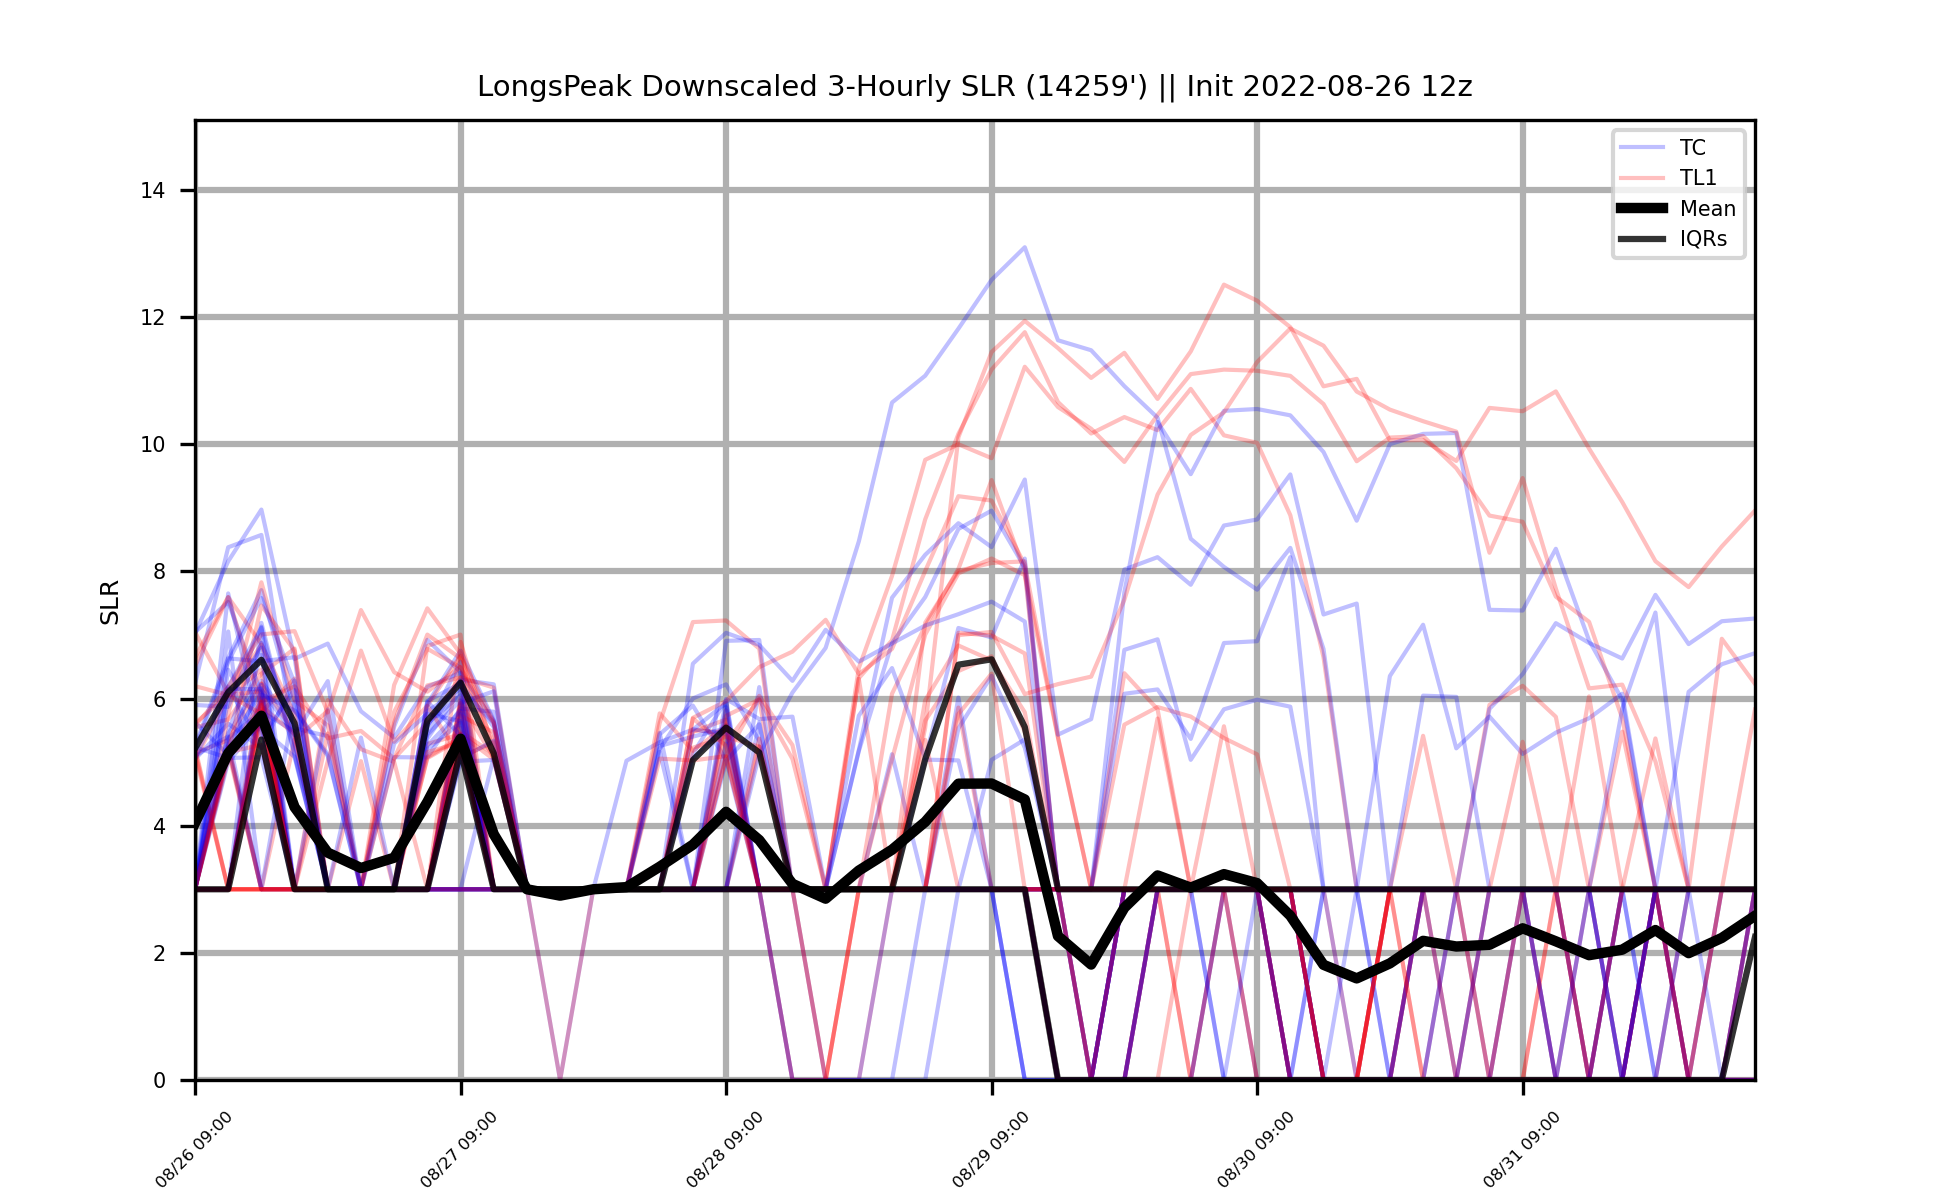 LongsPeak Downscaled 3-Hourly SLR (14259') || Init 2022-08-26 12z
TC
TL1
Mean
IQRs
SLR
14
12
10
8
6
4
2
0
08/26 09:00
08/27 09:00
08/28 09:00
08/29 09:00
08/30 09:00
08/31 09:00